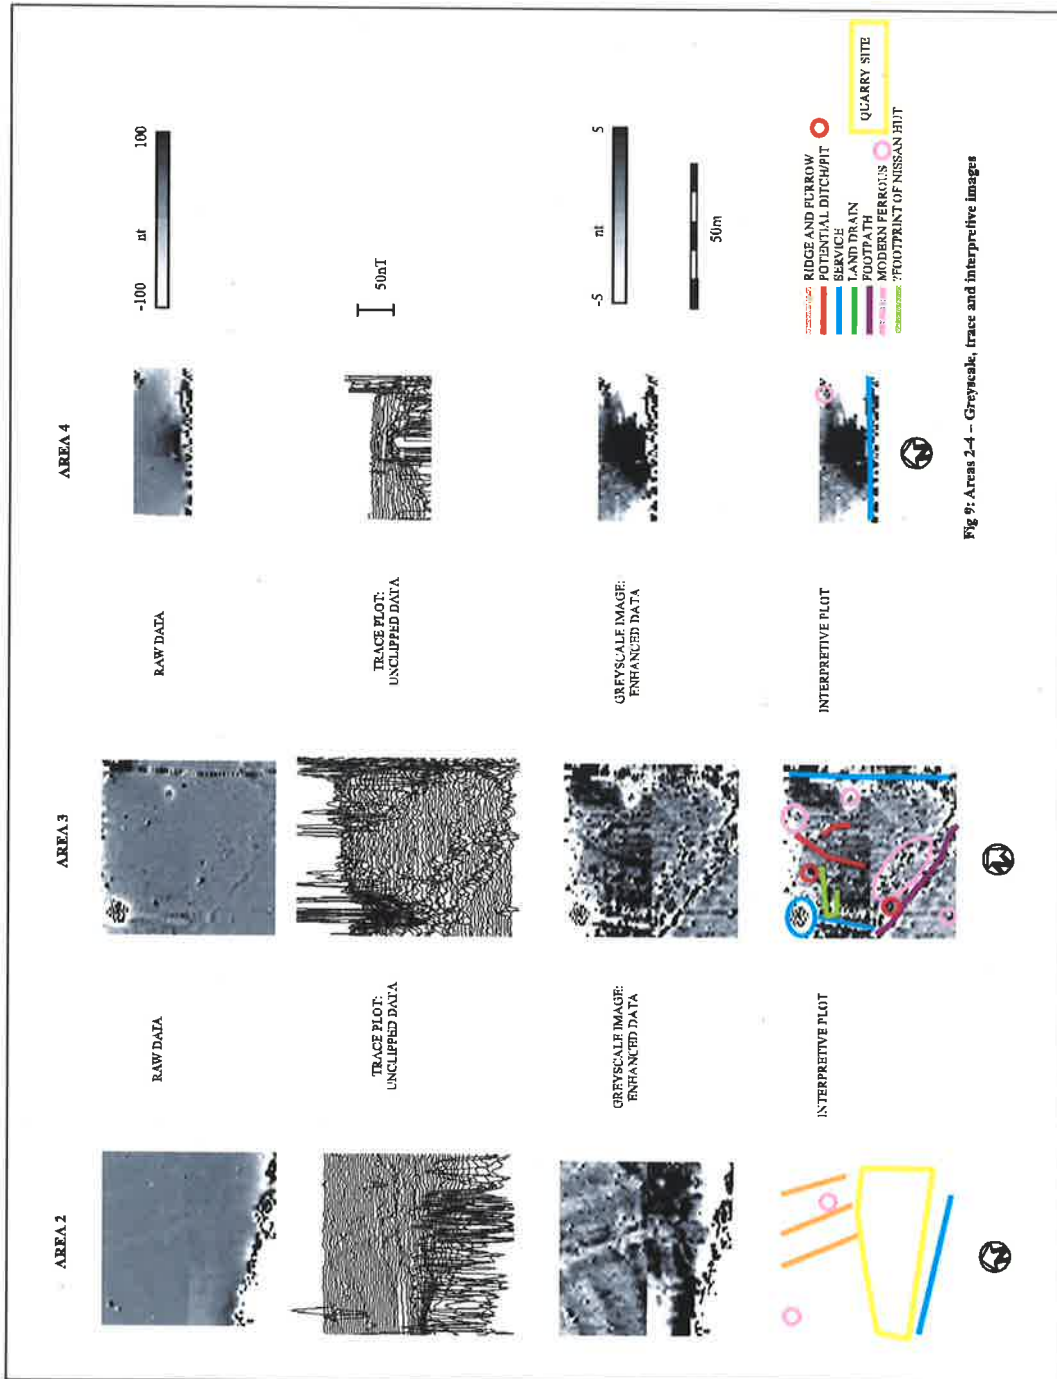 AREA 2
AREA 3
AREA 4
RAW DATA
RAW DATA
-100
nt
100
TRACE PLOT:
UNCLIPPED DATA
TRACE PLOT:
UNCLIPPED DATA
50nT
GREYSCALE IMAGE:
ENHANCED DATA
GREYSCALE IMAGE:
ENHANCED DATA
-5
nt
5
50m
INTERPRETIVE PLOT
INTERPRETIVE PLOT
RIDGE AND FURROW
POTENTIAL DITCH/PIT
SERVICE
LAND DRAIN
FOOTPATH
MODERN FERROUS
?FOOTPRINT OF NISSAN HUT
QUARRY SITE
N
N
N
Fig 9: Areas 2-4 – Greyscale, trace and interpretive images